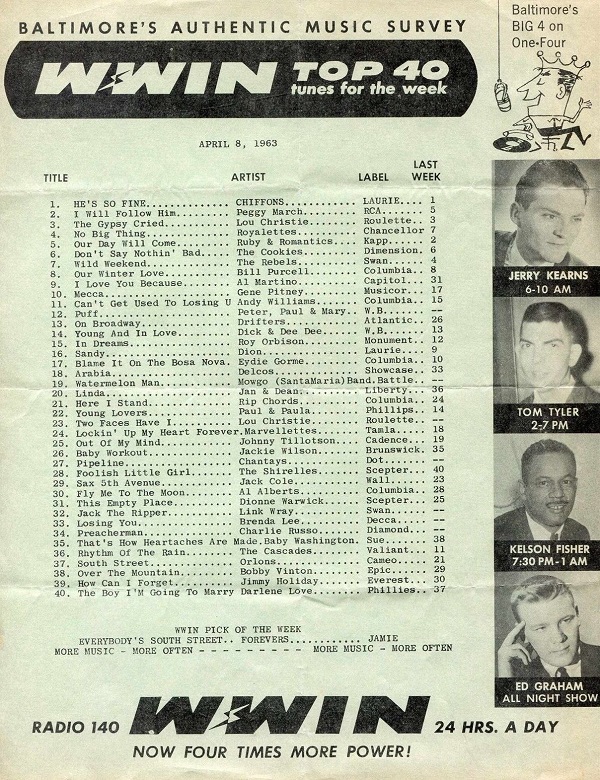 BALTIMORE'S AUTHENTIC MUSIC SURVEY
WWIN TOP 40
tunes for the week
Baltimore's
BIG 4 on
One-Four
APRIL 8, 1963
TITLE ARTIST LABEL LAST WEEK
1. HE'S SO FINE........... CHIFFONS.......... LAURIE.... 1
2. I Will Follow Him....... Peggy March........ RCA....... 5
3. The Gypsy Cried......... Lou Christie....... Roulette.. 3
4. No Big Thing............ Royalettes......... Chancellor 7
5. Our Day Will Come....... Ruby & Romantics... Kapp...... 2
6. Don't Say Nothin' Bad... The Cookies........ Dimension. 6
7. Wild Weekend............ The Rebels......... Swan...... 4
8. Our Winter Love......... Bill Purcell....... Columbia.. 8
9. I Love You Because...... Al Martino......... Capitol... 31
10. Mecca.................. Gene Pitney........ Musicor... 17
11. Can't Get Used To Losing U Andy Williams...... Columbia.. 15
12. Puff................... Peter, Paul & Mary.. W.B....... --
13. On Broadway............ Drifters........... Atlantic.. 26
14. Young And In Love...... Dick & Dee Dee..... W.B....... 13
15. In Dreams.............. Roy Orbison........ Monument.. 12
16. Sandy.................. Dion............... Laurie.... 9
17. Blame It On The Bosa Nova. Eydie Gorme........ Columbia.. 10
18. Arabia................. Delcos............. Showcase.. 33
19. Watermelon Man......... Mowgo (SantaMaria)Band.Battle.. --
20. Linda.................. Jan & Dean......... Liberty... 36
21. Here I Stand........... Rip Chords......... Columbia.. 24
22. Young Lovers........... Paul & Paula....... Phillips.. 14
23. Two Faces Have I....... Lou Christie....... Roulette.. --
24. Lockin' Up My Heart Forever.Marvellettes....... Tamla..... 18
25. Out Of My Mind......... Johnny Tillotson... Cadence... 19
26. Baby Workout........... Jackie Wilson...... Brunswick. 35
27. Pipeline............... Chantays........... Dot....... --
28. Foolish Little Girl.... The Shirelles...... Scepter... 40
29. Sax 5th Avenue......... Jack Cole.......... Wall...... 23
30. Fly Me To The Moon..... Al Alberts......... Columbia.. 28
31. This Empty Place....... Dionne Warwick..... Scepter... 25
32. Jack The Ripper........ Link Wray.......... Swan...... --
33. Losing You............. Brenda Lee......... Decca..... --
34. Preacherman............ Charlie Russo...... Diamond... --
35. That's How Heartaches Are Made.Baby Washington. Sue....... 38
36. Rhythm Of The Rain..... The Cascades....... Valiant... 11
37. South Street........... Orlons............. Cameo..... 21
38. Over The Mountain...... Bobby Vinton....... Epic...... 29
39. How Can I Forget....... Jimmy Holiday...... Everest... 30
40. The Boy I'M Going To Marry Darlene Love....... Phillies.. 37
WWIN PICK OF THE WEEK
EVERYBODY'S SOUTH STREET.. FOREVERS............ JAMIE
MORE MUSIC - MORE OFTEN - - - - - - - - - MORE MUSIC - MORE OFTEN
JERRY KEARNS
6-10 AM
TOM TYLER
2-7 PM
KELSON FISHER
7:30 PM-1 AM
ED GRAHAM
ALL NIGHT SHOW
RADIO 140 WWIN 24 HRS. A DAY
NOW FOUR TIMES MORE POWER!